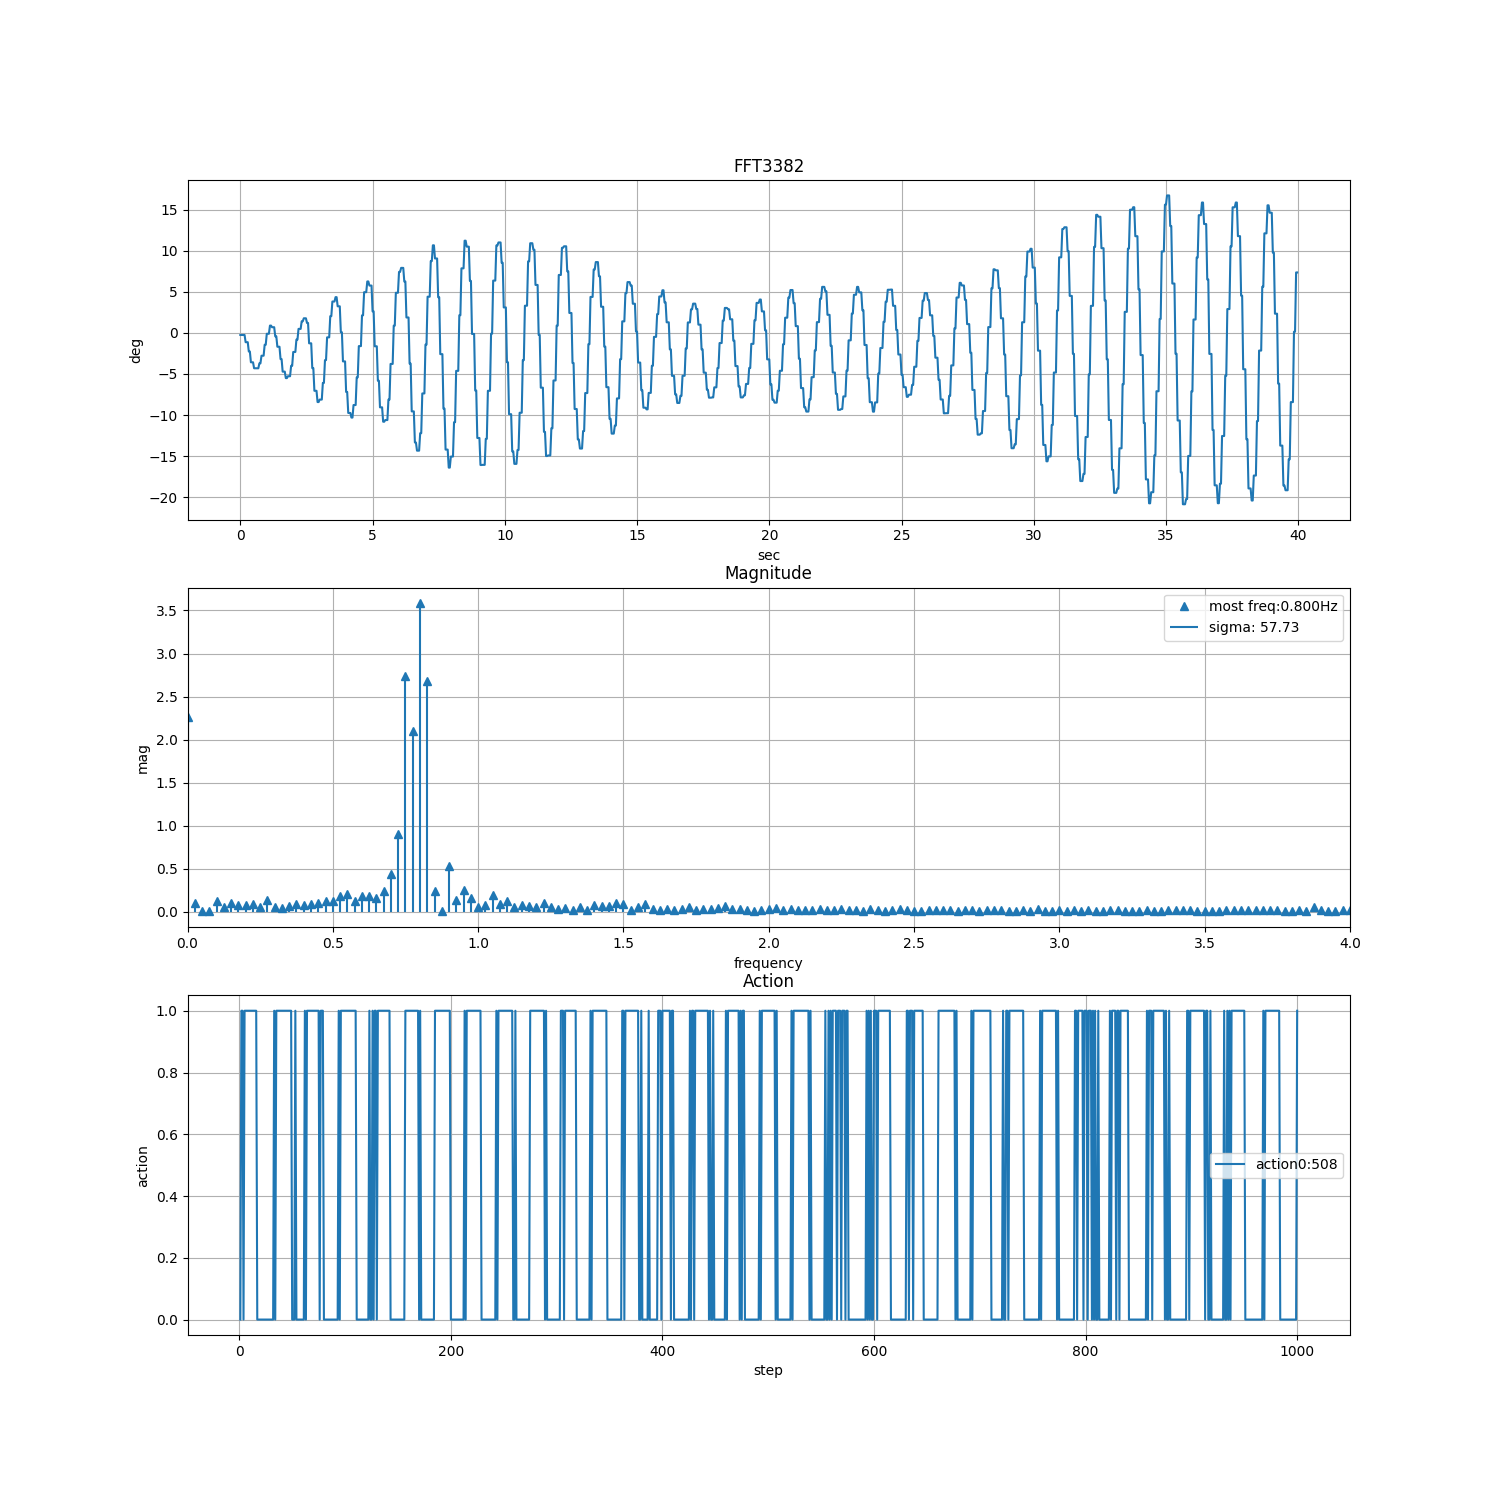 FFT3382
15
10
5
0
−5
−10
−15
−20
deg
0 5 10 15 20 25 30 35 40
sec
Magnitude
most freq:0.800Hz
sigma: 57.73
3.5
3.0
2.5
2.0
1.5
1.0
0.5
0.0
mag
0.0 0.5 1.0 1.5 2.0 2.5 3.0 3.5 4.0
frequency
Action
1.0
0.8
0.6
0.4
0.2
0.0
action
action0:508
0 200 400 600 800 1000
step